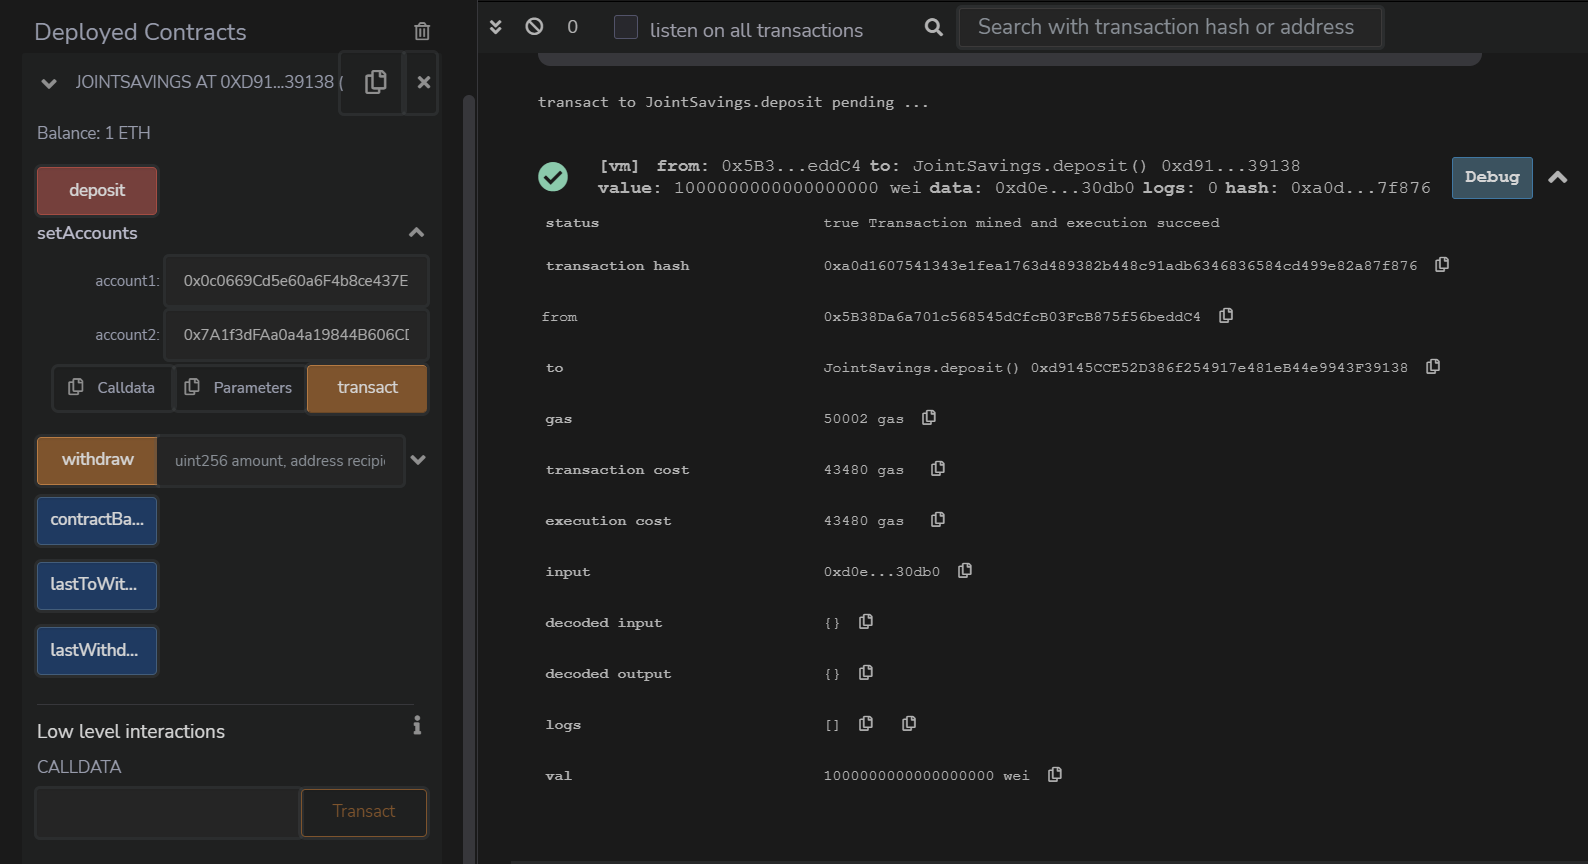 Deployed Contracts
JOINTSAVINGS AT 0XD91...39138 (
Balance: 1 ETH
deposit
setAccounts
account1: 0x0c0669Cd5e60a6F4b8ce437E
account2: 0x7A1f3dFAa0a4a19844B606CD
Calldata Parameters transact
withdraw uint256 amount, address recipie
contractBa...
lastToWit...
lastWithd...
Low level interactions
CALLDATA
Transact
0 listen on all transactions Search with transaction hash or address
transact to JointSavings.deposit pending ...
[vm] from: 0x5B3...eddC4 to: JointSavings.deposit() 0xd91...39138
value: 1000000000000000000 wei data: 0xd0e...30db0 logs: 0 hash: 0xa0d...7f876
Debug
status true Transaction mined and execution succeed
transaction hash 0xa0d1607541343e1fea1763d489382b448c91adb6346836584cd499e82a87f876
from 0x5B38Da6a701c568545dCfcB03FcB875f56beddC4
to JointSavings.deposit() 0xd9145CCE52D386f254917e481eB44e9943F39138
gas 50002 gas
transaction cost 43480 gas
execution cost 43480 gas
input 0xd0e...30db0
decoded input {}
decoded output {}
logs []
val 1000000000000000000 wei